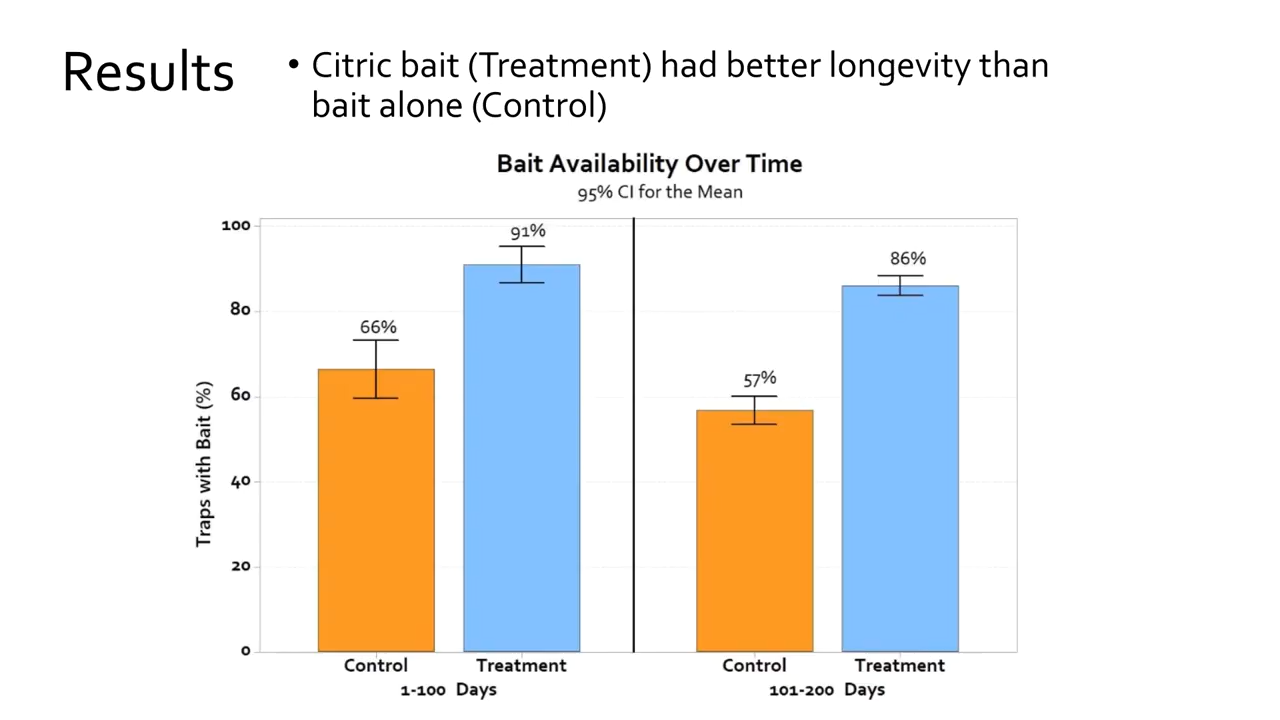 Results
• Citric bait (Treatment) had better longevity than
bait alone (Control)
Bait Availability Over Time
95% CI for the Mean
Traps with Bait (%)
100
80
60
40
20
0
66%
91%
57%
86%
Control
Treatment
Control
Treatment
1-100 Days
101-200 Days